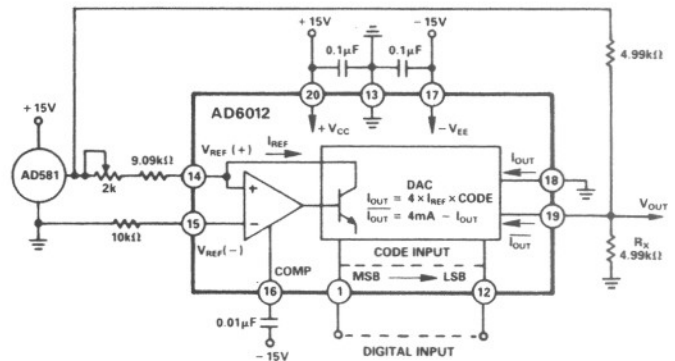 +15V
-15V
0.1μF
0.1μF
4.99kΩ
20
13
17
AD6012
+VCC
-VEE
+15V
AD581
2k
9.09kΩ
14
VREF(+)
IREF
+
-
DAC
IOUT = 4 × IREF × CODE
IOUT = 4mA - IOUT
IOUT
18
19
VOUT
IOUT
10kΩ
15
VREF(-)
RX
4.99kΩ
CODE INPUT
COMP
MSB
LSB
16
1
12
0.01μF
-15V
DIGITAL INPUT